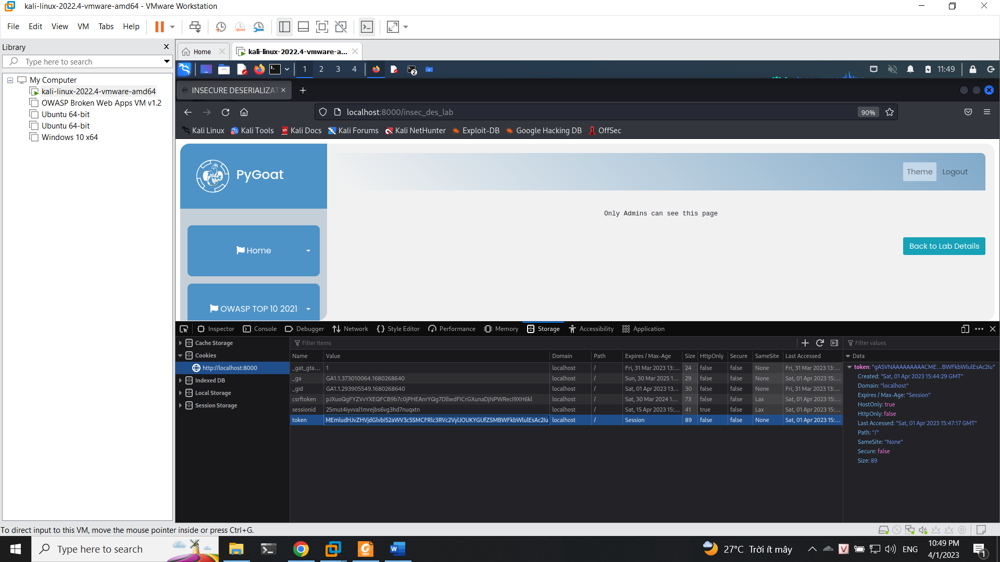 kali-linux-2022.4-vmware-amd64 - VMware Workstation
File Edit View VM Tabs Help
Library
Type here to search
My Computer
kali-linux-2022.4-vmware-amd64
OWASP Broken Web Apps VM v1.2
Ubuntu 64-bit
Ubuntu 64-bit
Windows 10 x64
Home
kali-linux-2022.4-vmware-a...
1 2 3 4
2
11:49
INSECURE DESERIALIZAT
localhost:8000/insec_des_lab
90%
Kali Linux Kali Tools Kali Docs Kali Forums Kali NetHunter Exploit-DB Google Hacking DB OffSec
PyGoat
Theme Logout
Only Admins can see this page
Home
Back to Lab Details
OWASP TOP 10 2021
Inspector Console Debugger Network Style Editor Performance Memory Storage Accessibility Application
Cache Storage
Cookies
http://localhost:8000
Indexed DB
Local Storage
Session Storage
Filter Items
Name Value Domain Path Expires / Max-Age Size HttpOnly Secure SameSite Last Accessed
_gat_gta... 1 localhost / Fri, 31 Mar 2023 13:... 24 false false None Fri, 31 Mar 2023 13:...
_ga GA1.1.373010064.1680268640 localhost / Sun, 30 Mar 2025 1... 29 false false None Sat, 01 Apr 2023 15:...
_gid GA1.1.293905549.1680268640 localhost / Sat, 01 Apr 2023 13... 30 false false None Fri, 31 Mar 2023 13:...
csrftoken localhost / Sat, 30 Mar 2024 1... 73 false false Lax Sat, 01 Apr 2023 15:...
sessionid 25mut4iyvval1mrejbs6vg3hd7nuqxtn localhost / Sat, 15 Apr 2023 15:... 41 true false Lax Sat, 01 Apr 2023 15:...
token localhost / Session 89 false false None Sat, 01 Apr 2023 15:...
Filter values
Data
token:
Created: "Sat, 01 Apr 2023 15:44:29 GMT"
Domain: "localhost"
Expires / Max-Age: "Session"
HostOnly: true
HttpOnly: false
Last Accessed: "Sat, 01 Apr 2023 15:47:17 GMT"
Path: "/"
SameSite: "None"
Secure: false
Size: 89
To direct input to this VM, move the mouse pointer inside or press Ctrl+G.
Type here to search
27°C Trời ít mây
ENG
10:49 PM
4/1/2023
1